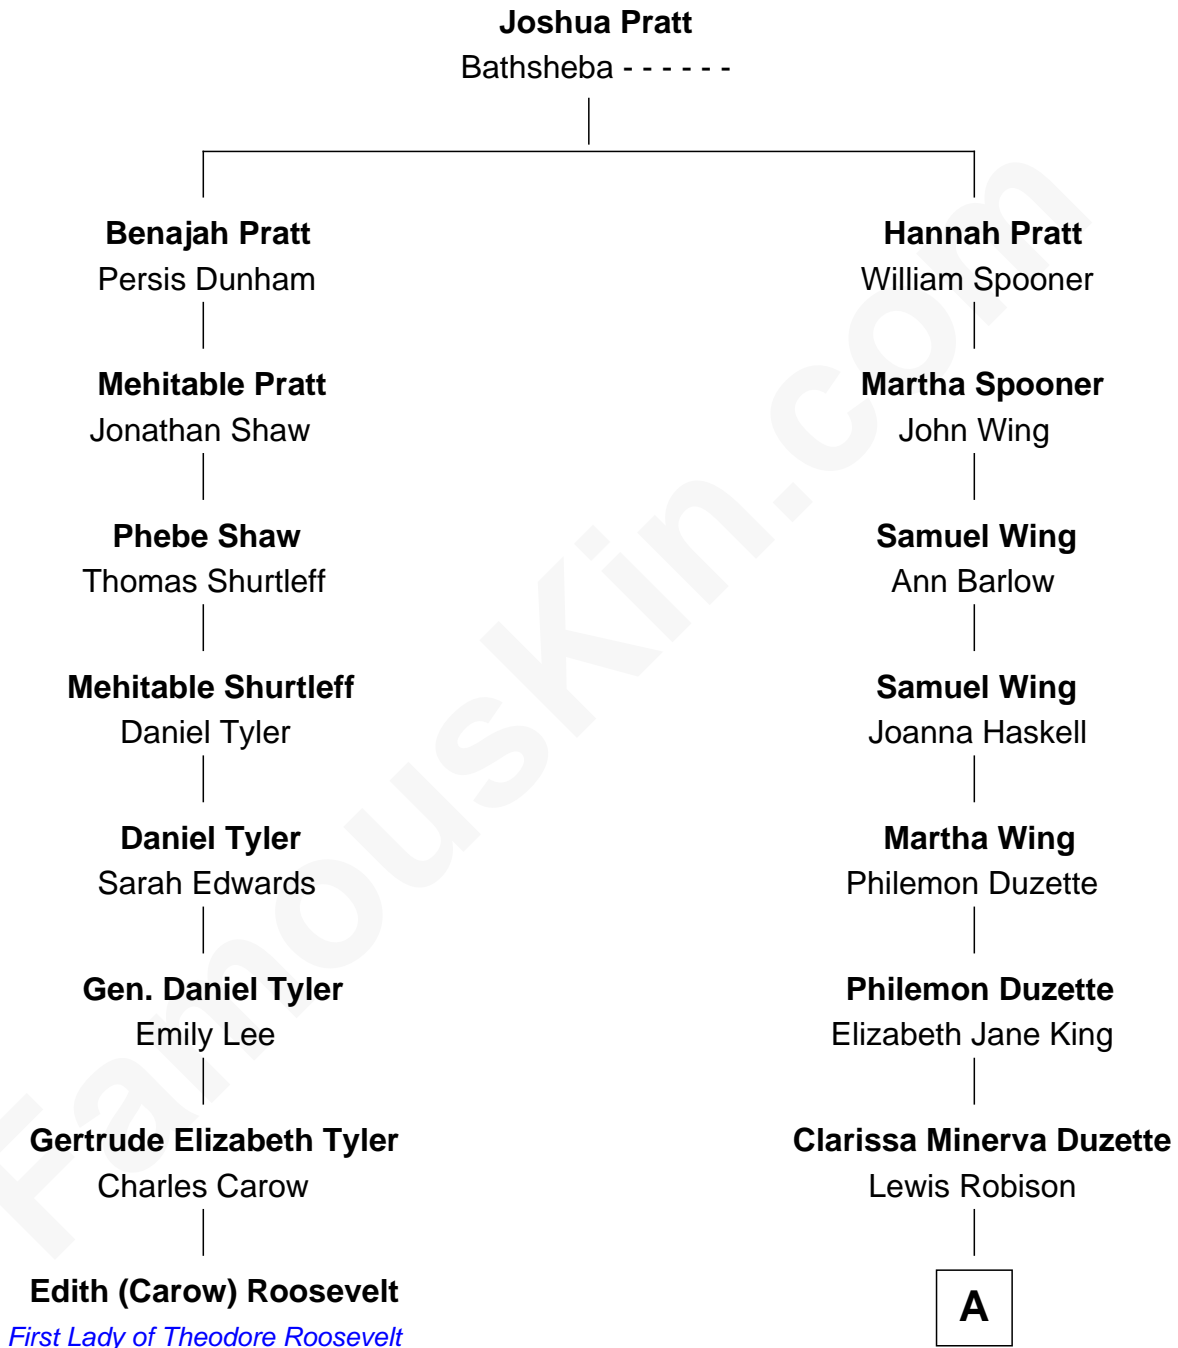 Joshua Pratt
Bathsheba - - - - - -
Benajah Pratt
Persis Dunham
Hannah Pratt
William Spooner
Mehitable Pratt
Jonathan Shaw
Martha Spooner
John Wing
Phebe Shaw
Thomas Shurtleff
Samuel Wing
Ann Barlow
Mehitable Shurtleff
Daniel Tyler
Samuel Wing
Joanna Haskell
Daniel Tyler
Sarah Edwards
Martha Wing
Philemon Duzette
Gen. Daniel Tyler
Emily Lee
Philemon Duzette
Elizabeth Jane King
Gertrude Elizabeth Tyler
Charles Carow
Clarissa Minerva Duzette
Lewis Robison
Edith (Carow) Roosevelt
First Lady of Theodore Roosevelt
A
FamousKin.com